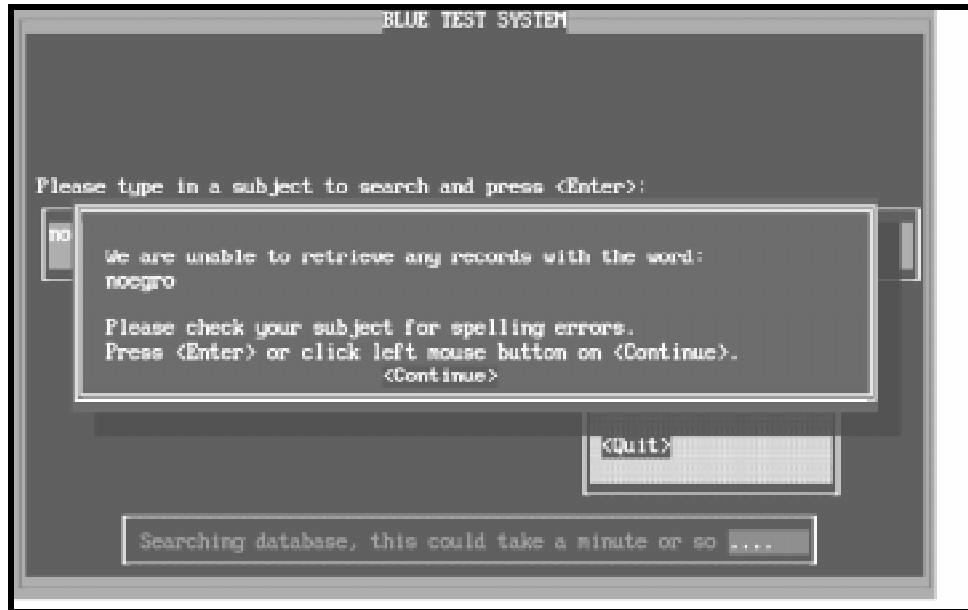 BLUE TEST SYSTEM
Please type in a subject to search and press <Enter>:
no
We are unable to retrieve any records with the word:
noegro
Please check your subject for spelling errors.
Press <Enter> or click left mouse button on <Continue>.
<Continue>
<Quit>
Searching database, this could take a minute or so ....